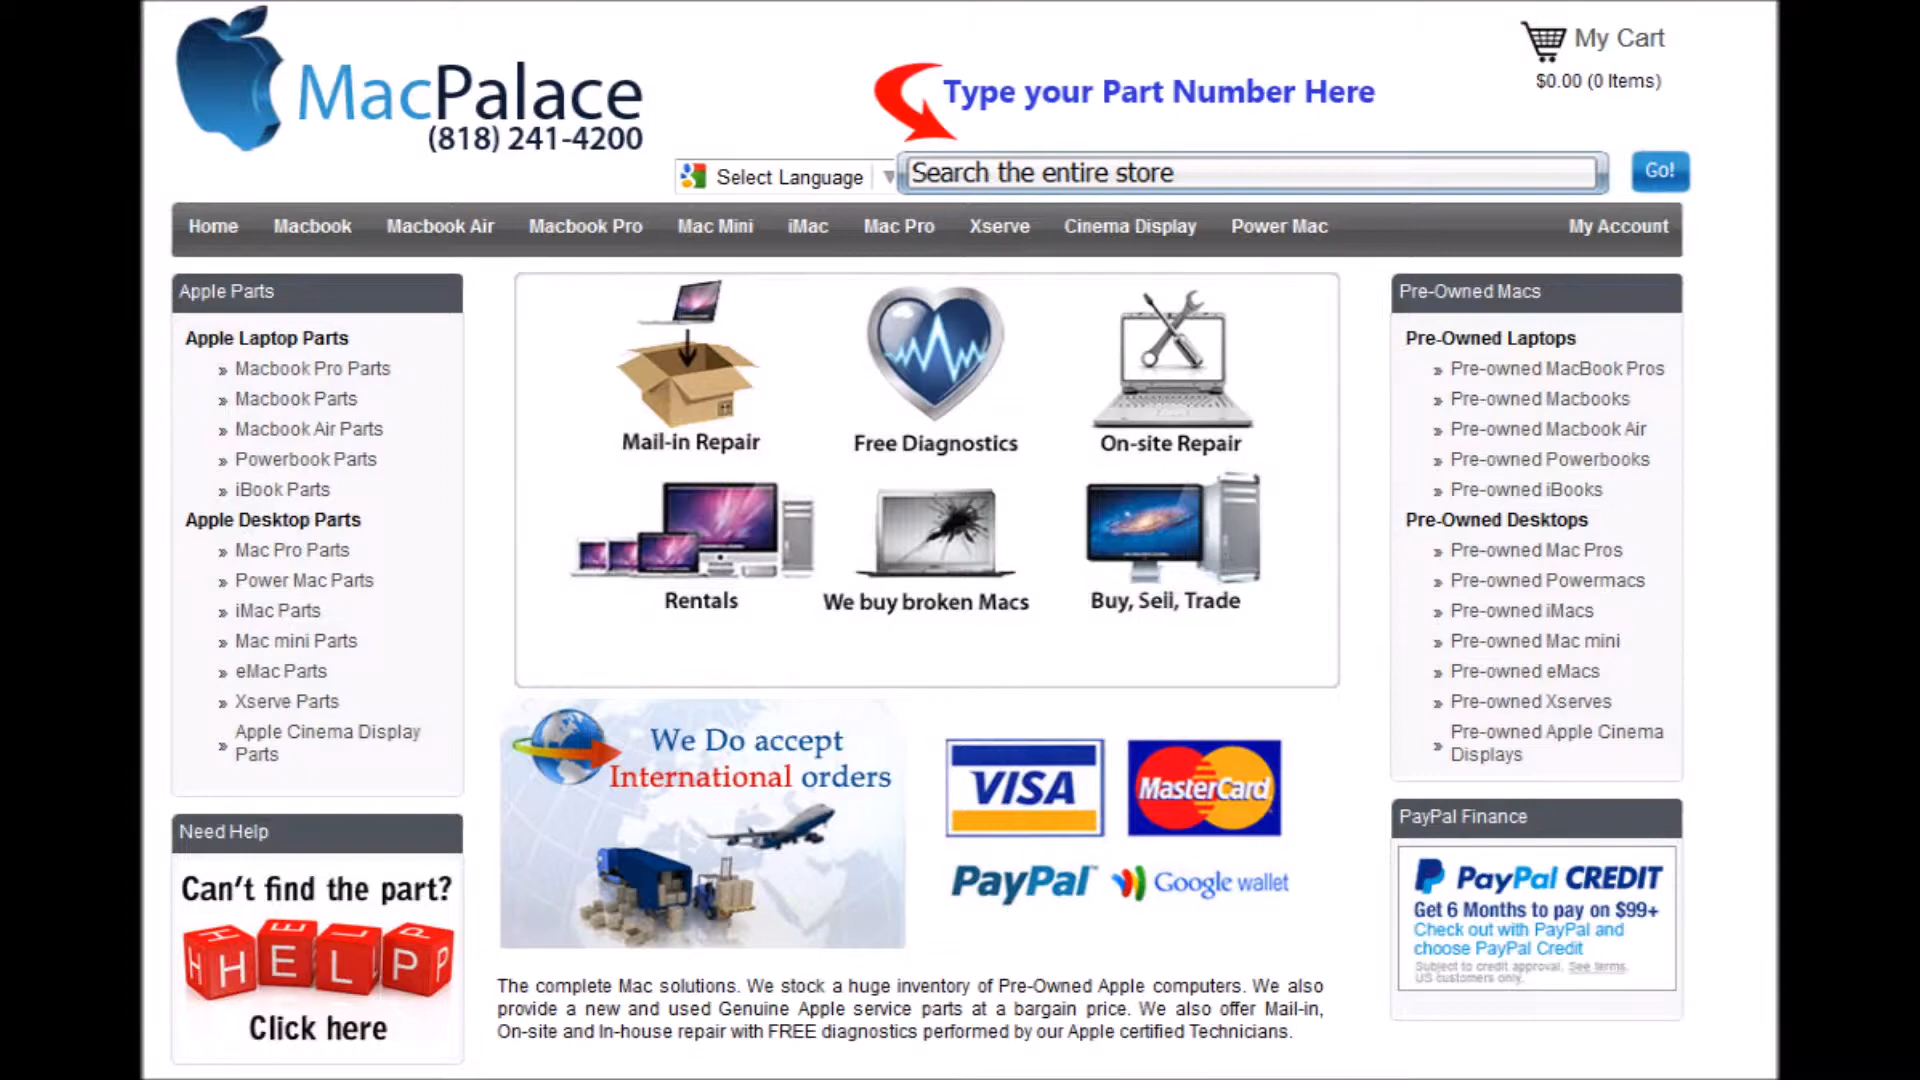 MacPalace
(818) 241-4200
Type your Part Number Here
My Cart
$0.00 (0 Items)
Select Language
Search the entire store
Go!
Home Macbook Macbook Air Macbook Pro Mac Mini iMac Mac Pro Xserve Cinema Display Power Mac My Account
Apple Parts
Apple Laptop Parts
» Macbook Pro Parts
» Macbook Parts
» Macbook Air Parts
» Powerbook Parts
» iBook Parts
Apple Desktop Parts
» Mac Pro Parts
» Power Mac Parts
» iMac Parts
» Mac mini Parts
» eMac Parts
» Xserve Parts
» Apple Cinema Display
Parts
Need Help
Can't find the part?
HELP
Click here
Mail-in Repair
Free Diagnostics
On-site Repair
Rentals
We buy broken Macs
Buy, Sell, Trade
We Do accept
International orders
VISA
MasterCard
PayPal
Google wallet
The complete Mac solutions. We stock a huge inventory of Pre-Owned Apple computers. We also
provide a new and used Genuine Apple service parts at a bargain price. We also offer Mail-in,
On-site and In-house repair with FREE diagnostics performed by our Apple certified Technicians.
Pre-Owned Macs
Pre-Owned Laptops
» Pre-owned MacBook Pros
» Pre-owned Macbooks
» Pre-owned Macbook Air
» Pre-owned Powerbooks
» Pre-owned iBooks
Pre-Owned Desktops
» Pre-owned Mac Pros
» Pre-owned Powermacs
» Pre-owned iMacs
» Pre-owned Mac mini
» Pre-owned eMacs
» Pre-owned Xserves
» Pre-owned Apple Cinema
Displays
PayPal Finance
PayPal CREDIT
Get 6 Months to pay on $99+
Check out with PayPal and
choose PayPal Credit
Subject to credit approval. See terms.
US customers only.